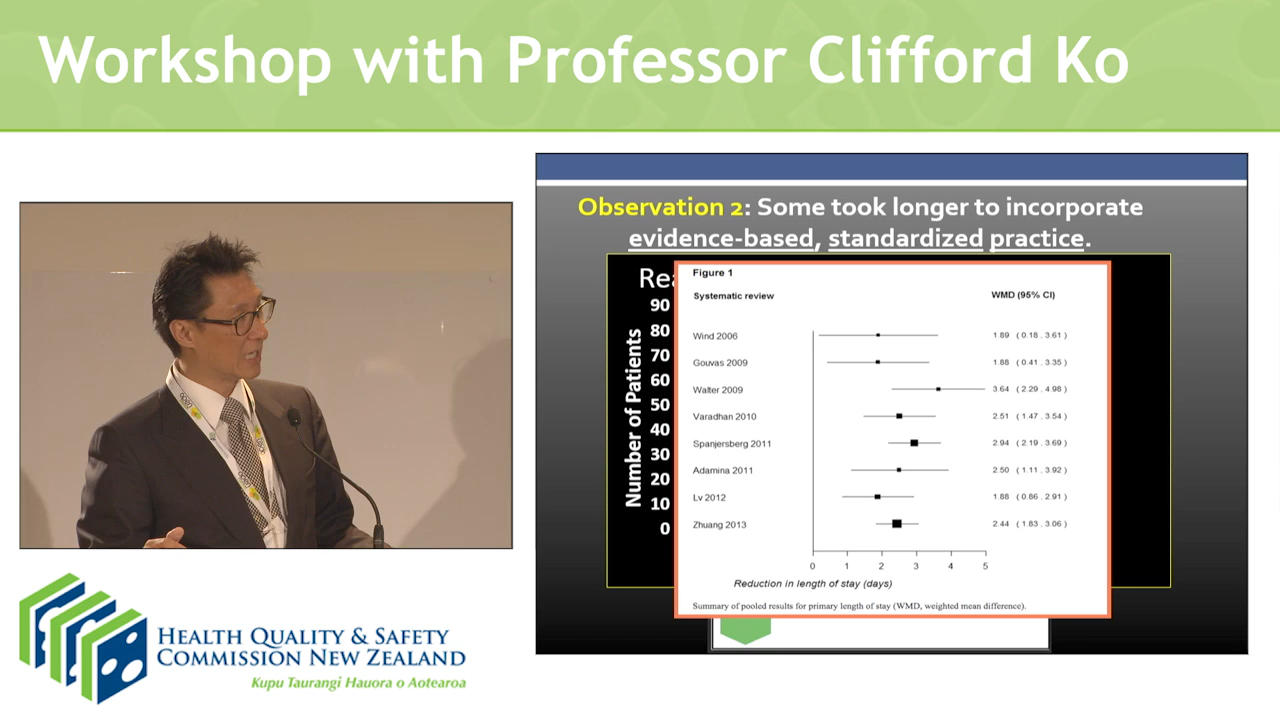 Workshop with Professor Clifford Ko
Observation 2: Some took longer to incorporate
evidence-based, standardized practice.
Rea
Number of Patients
90
80
70
60
50
40
30
20
10
0
Figure 1
Systematic review WMD (95% CI)
Wind 2006 1.89 (0.18 . 3.61)
Gouvas 2009 1.88 (0.41 . 3.35)
Walter 2009 3.64 (2.29 . 4.98)
Varadhan 2010 2.51 (1.47 . 3.54)
Spanjersberg 2011 2.94 (2.19 . 3.69)
Adamina 2011 2.50 (1.11 . 3.92)
Lv 2012 1.88 (0.86 . 2.91)
Zhuang 2013 2.44 (1.83 . 3.06)
0 1 2 3 4 5
Reduction in length of stay (days)
Summary of pooled results for primary length of stay (WMD, weighted mean difference).
HEALTH QUALITY & SAFETY
COMMISSION NEW ZEALAND
Kupu Taurangi Hauora o Aotearoa